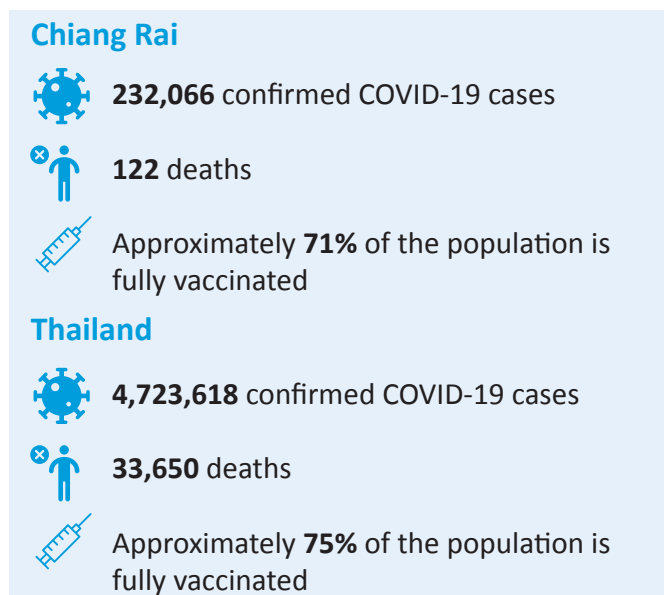 Chiang Rai
232,066 confirmed COVID-19 cases
122 deaths
Approximately 71% of the population is
fully vaccinated
Thailand
4,723,618 confirmed COVID-19 cases
33,650 deaths
Approximately 75% of the population is
fully vaccinated